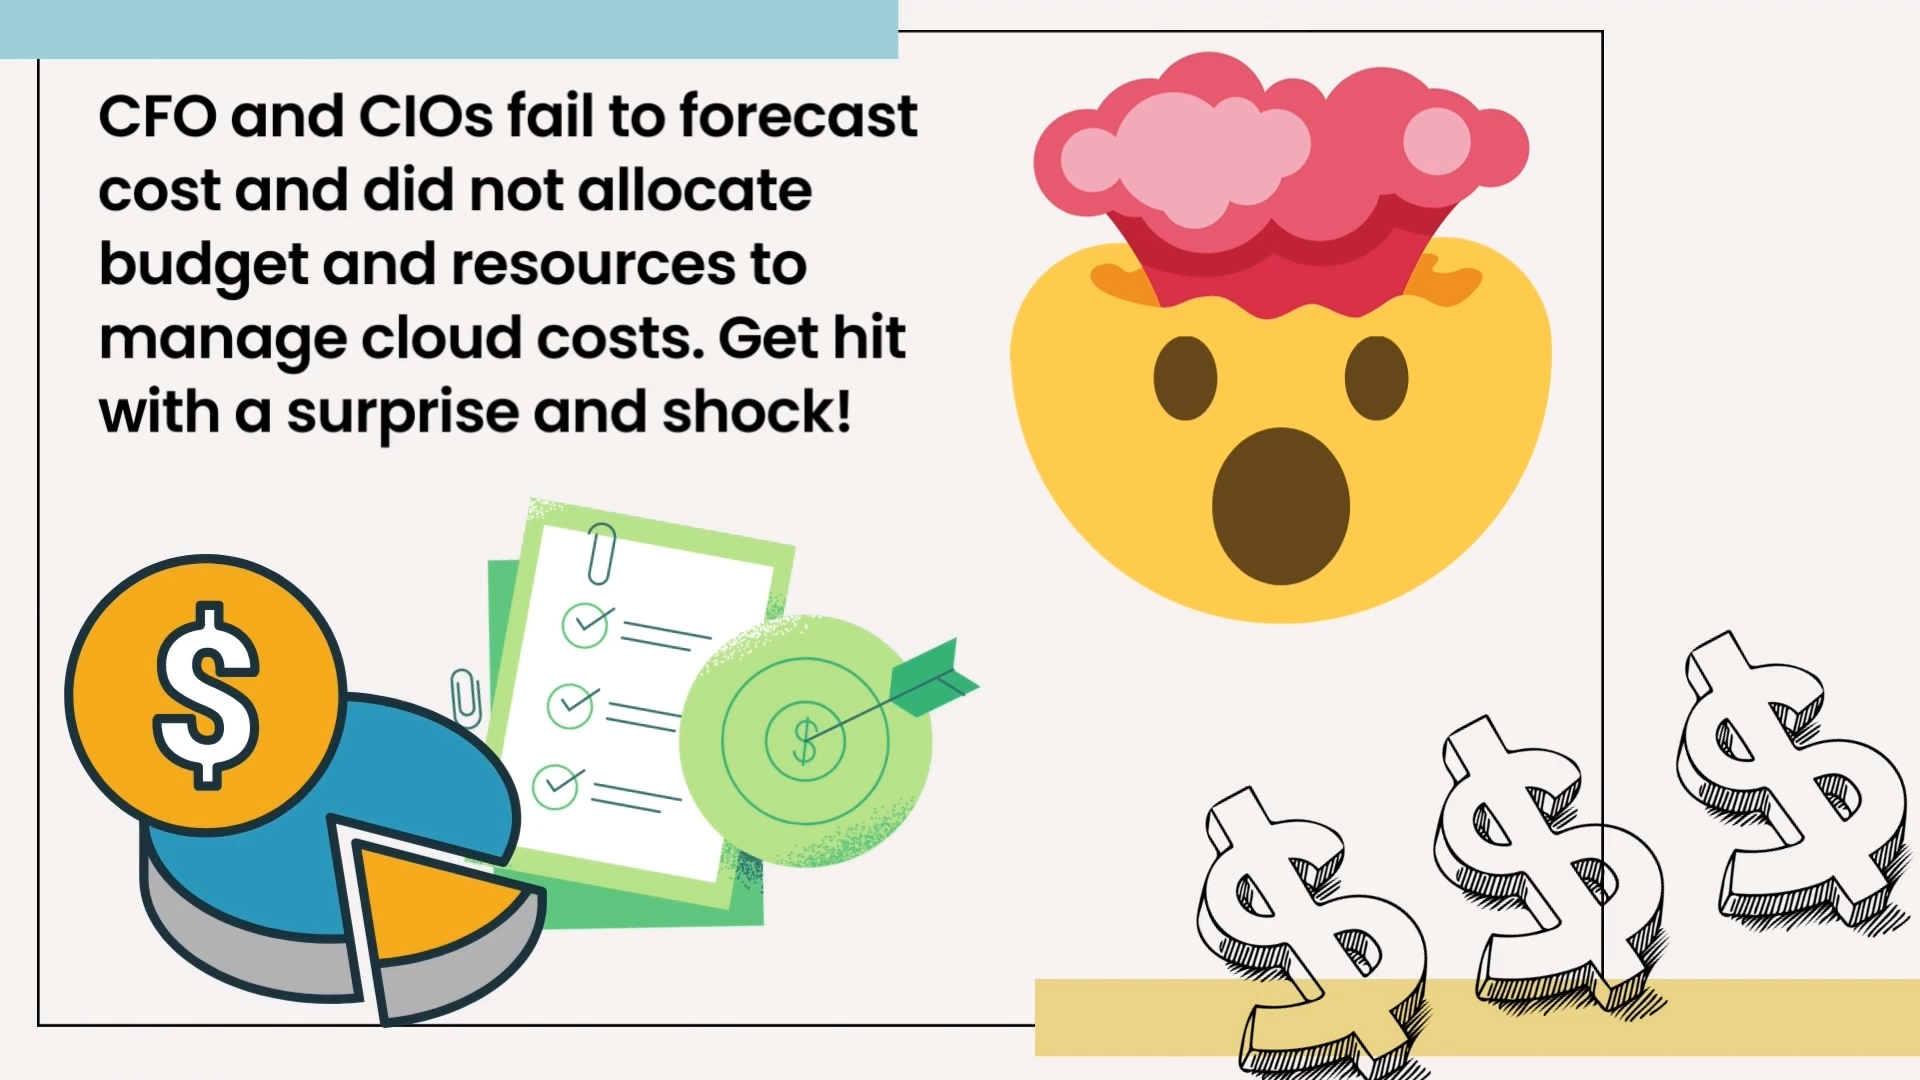 CFO and CIOs fail to forecast
cost and did not allocate
budget and resources to
manage cloud costs. Get hit
with a surprise and shock!
$
$
$
$
$